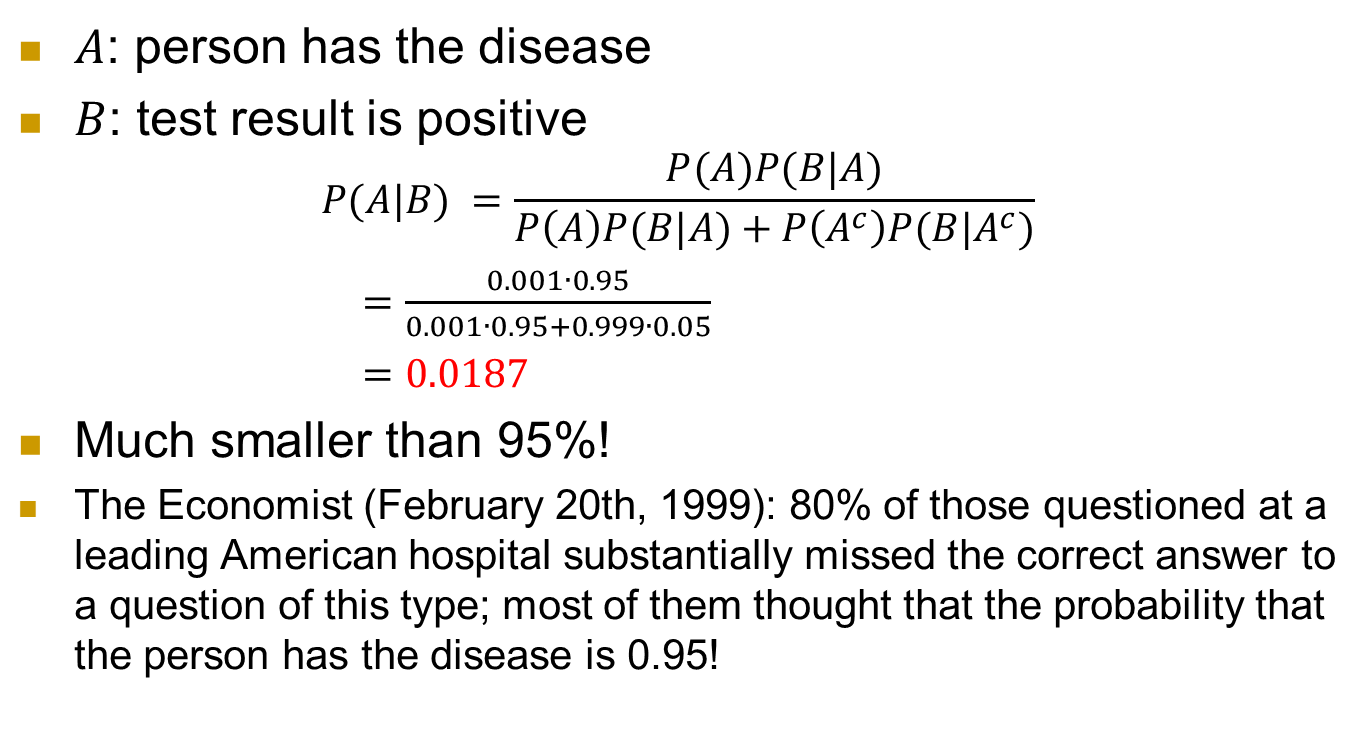 ■ A: person has the disease
■ B: test result is positive
P(A|B) = P(A)P(B|A) / P(A)P(B|A) + P(Aᶜ)P(B|Aᶜ)
= 0.001·0.95 / 0.001·0.95+0.999·0.05
= 0.0187
■ Much smaller than 95%!
■ The Economist (February 20th, 1999): 80% of those questioned at a
leading American hospital substantially missed the correct answer to
a question of this type; most of them thought that the probability that
the person has the disease is 0.95!